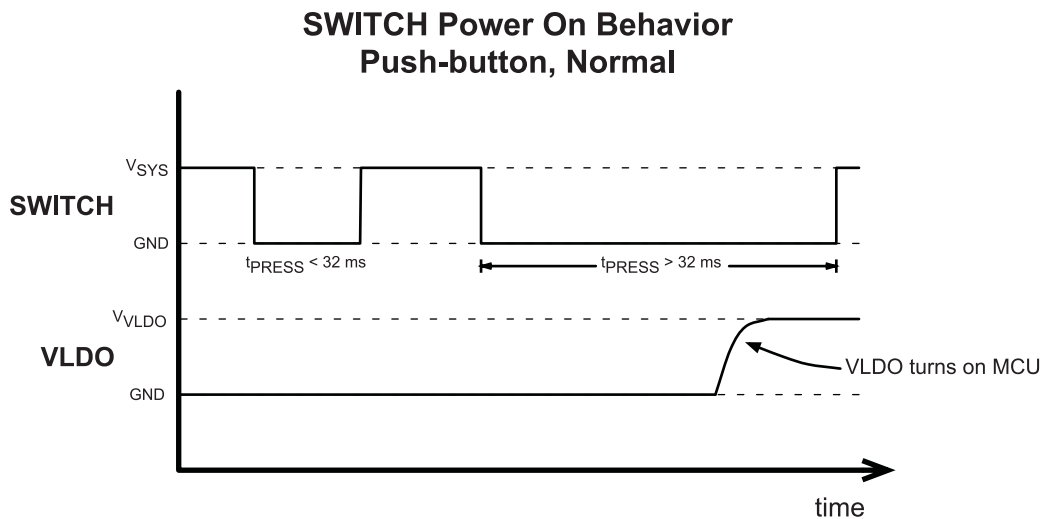 SWITCH Power On Behavior
Push-button, Normal
VSYS
SWITCH
GND
tPRESS < 32 ms
tPRESS > 32 ms
VVLDO
VLDO
VLDO turns on MCU
GND
time